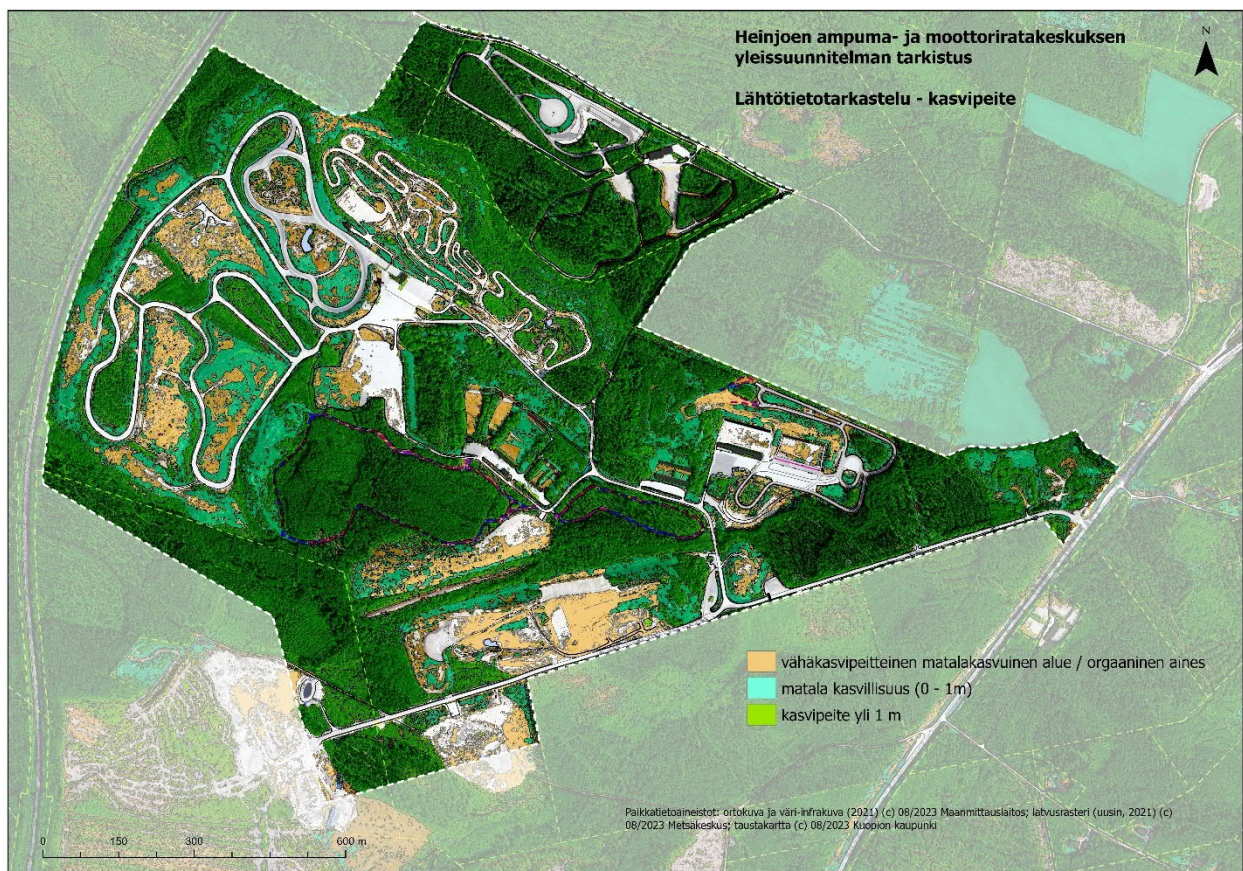 Heinjoen ampuma- ja moottoriratakeskuksen
yleissuunnitelman tarkistus
N
Lähtötietotarkastelu - kasvipeite
vähäkasvipeitteinen matalakasvuinen alue / orgaaninen aines
matala kasvillisuus (0 - 1m)
kasvipeite yli 1 m
Paikkatietoaineistot: ortokuva ja väri-infrakuva (2021) (c) 08/2023 Maanmittauslaitos; latvusrasteri (uusin, 2021) (c)
08/2023 Metsäkeskus; taustakartta (c) 08/2023 Kuopion kaupunki
0 150 300 600 m